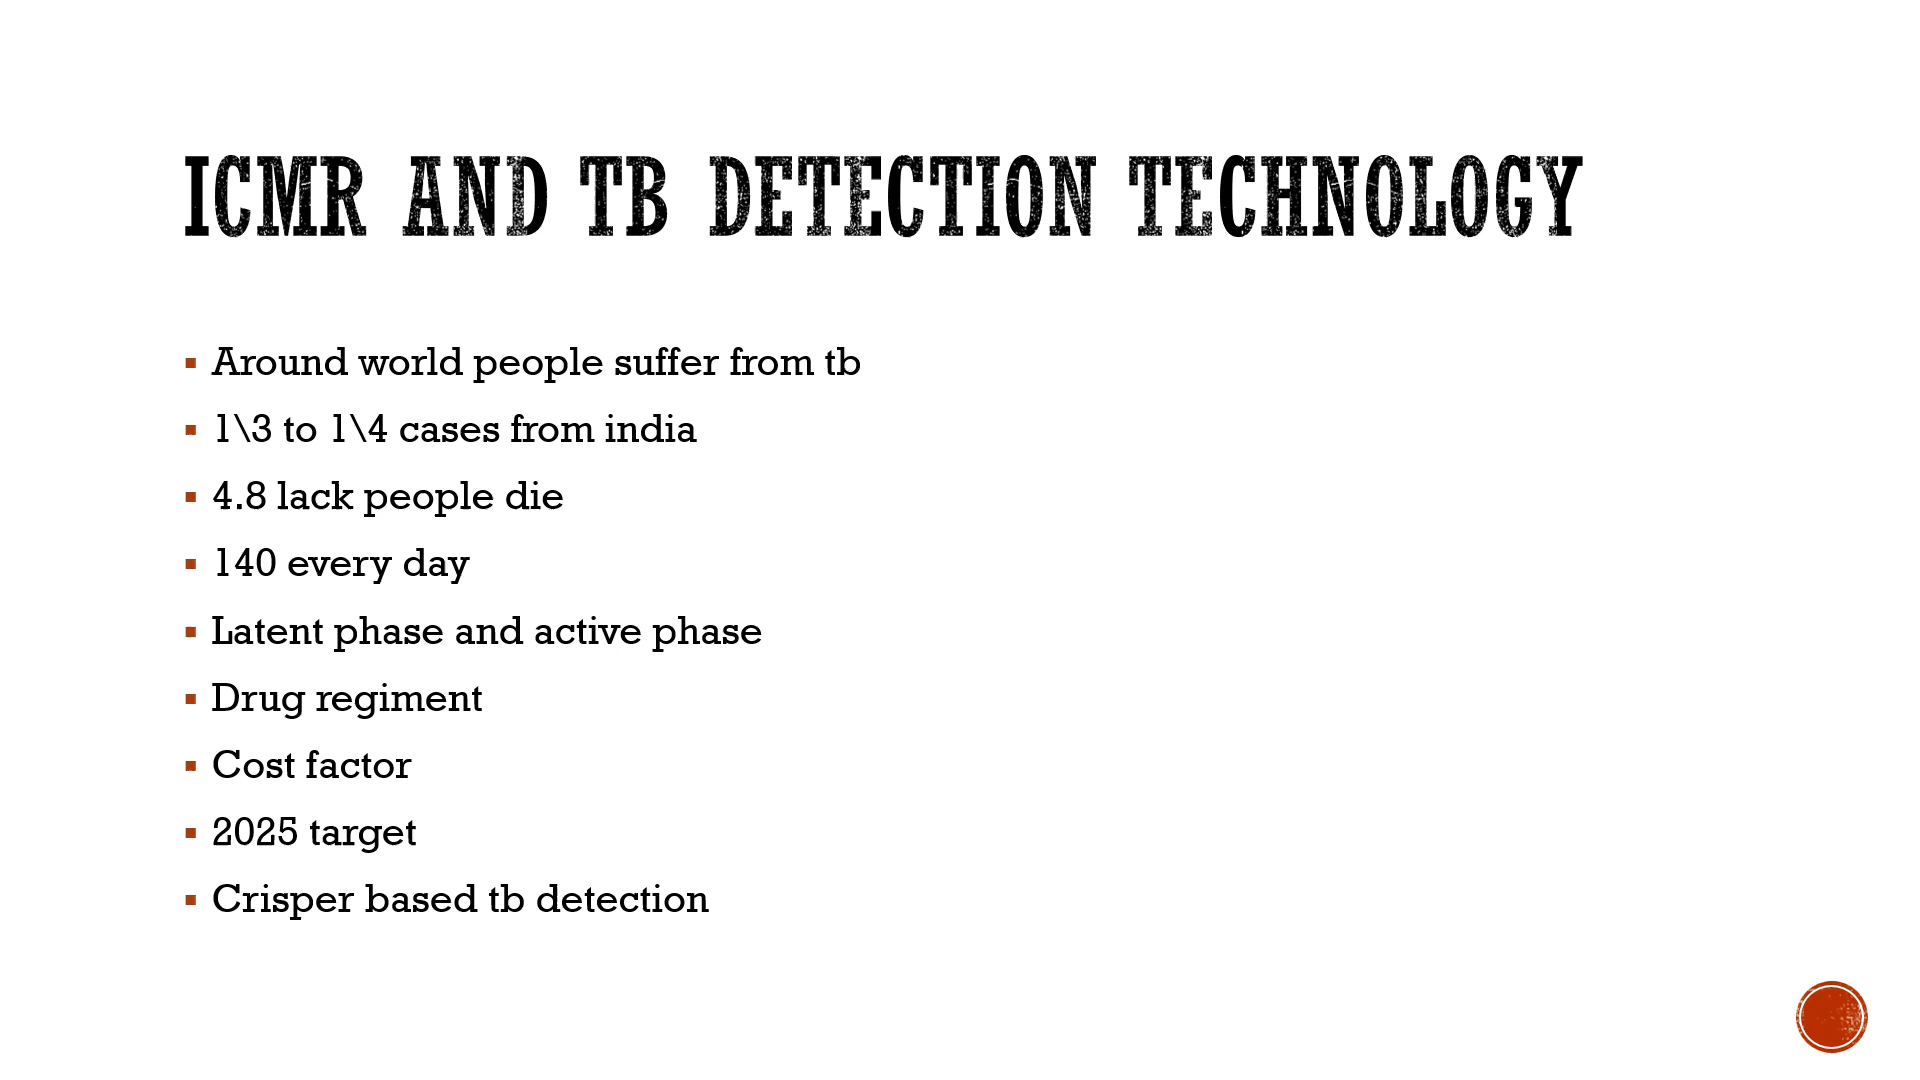 ICMR AND TB DETECTION TECHNOLOGY
▪ Around world people suffer from tb
▪ 1\3 to 1\4 cases from india
▪ 4.8 lack people die
▪ 140 every day
▪ Latent phase and active phase
▪ Drug regiment
▪ Cost factor
▪ 2025 target
▪ Crisper based tb detection